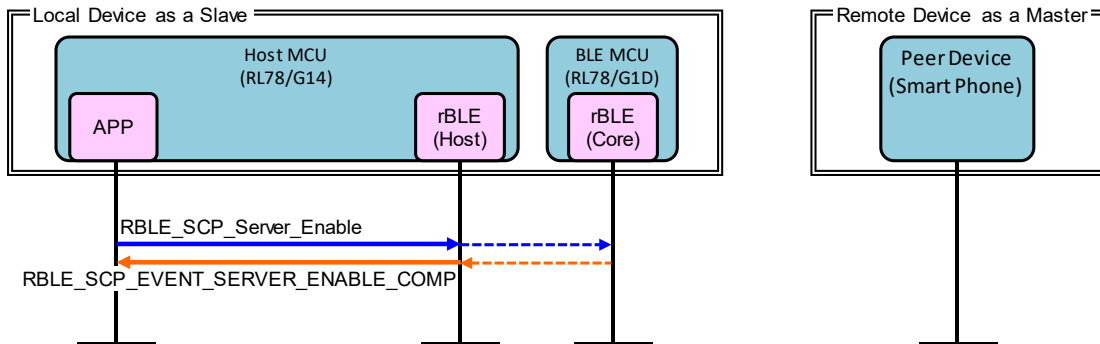 Local Device as a Slave
Remote Device as a Master
Host MCU
(RL78/G14)
BLE MCU
(RL78/G1D)
Peer Device
(Smart Phone)
APP
rBLE
(Host)
rBLE
(Core)
RBLE_SCP_Server_Enable
RBLE_SCP_EVENT_SERVER_ENABLE_COMP